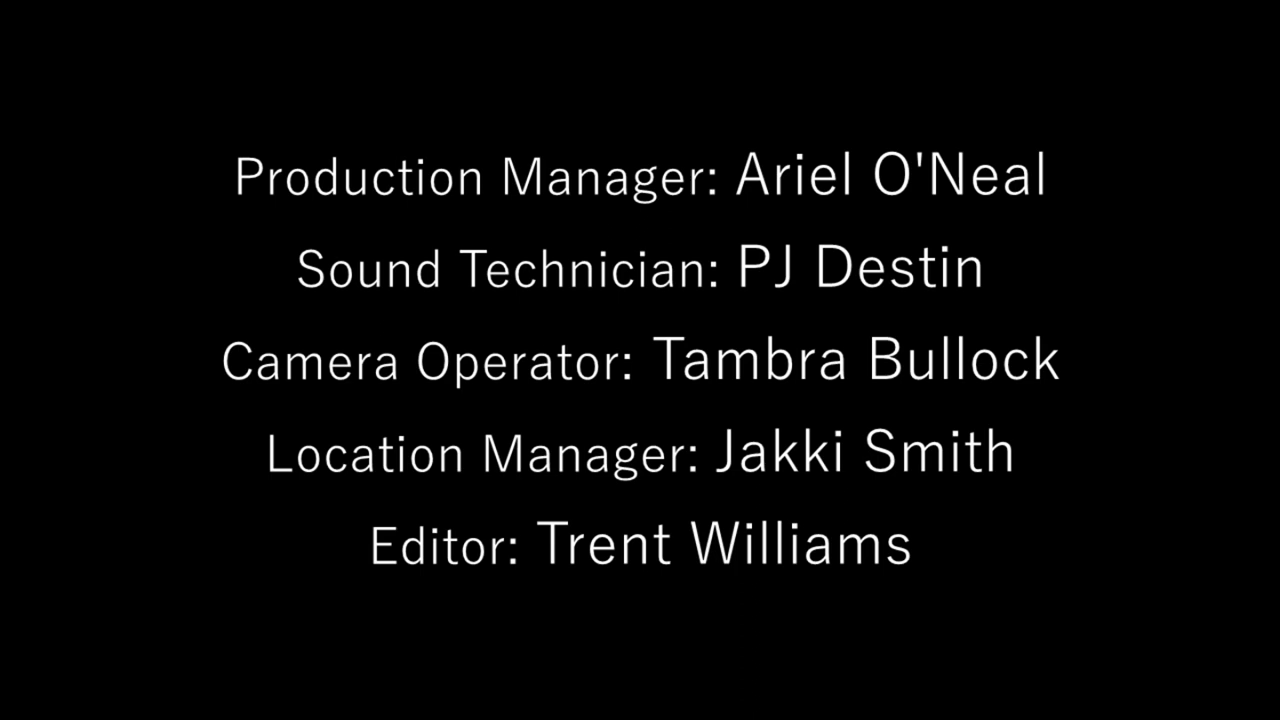 Production Manager: Ariel O'Neal
Sound Technician: PJ Destin
Camera Operator: Tambra Bullock
Location Manager: Jakki Smith
Editor: Trent Williams